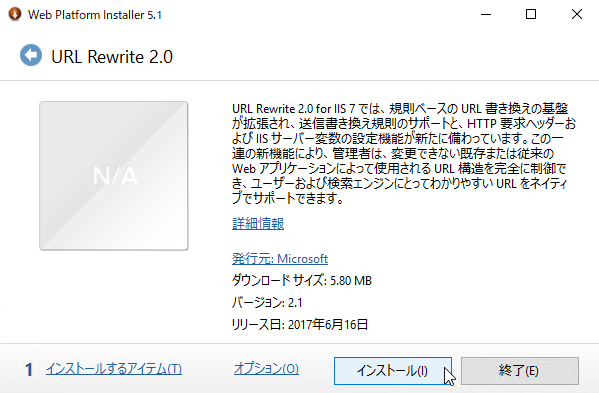 Web Platform Installer 5.1
URL Rewrite 2.0
N/A
URL Rewrite 2.0 for IIS 7 では、規則ベースの URL 書き換えの基盤
が拡張され、送信書き換え規則のサポートと、HTTP 要求ヘッダーおよ
び IIS サーバー変数の設定機能が新たに備わっています。この一
連の新機能により、管理者は、変更できない既存または従来の
Web アプリケーションによって使用される URL 構造を完全に制御で
き、ユーザーおよび検索エンジンにとってわかりやすい URL をネイティ
ブでサポートできます。
詳細情報
発行元: Microsoft
ダウンロード サイズ: 5.80 MB
バージョン: 2.1
リリース日: 2017年6月16日
1 インストールするアイテム(T) オプション(O) インストール(I) 終了(E)